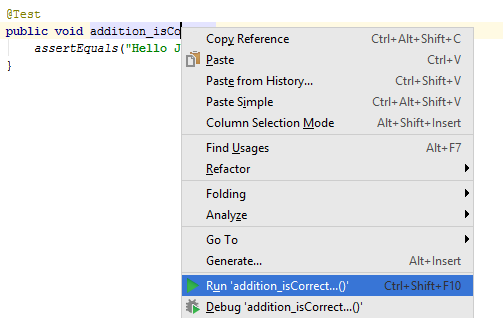 @Test
public void addition_isCo
assertEquals("Hello J
}
Copy Reference Ctrl+Alt+Shift+C
Paste Ctrl+V
Paste from History... Ctrl+Shift+V
Paste Simple Ctrl+Alt+Shift+V
Column Selection Mode Alt+Shift+Insert
Find Usages Alt+F7
Refactor
Folding
Analyze
Go To
Generate... Alt+Insert
Run 'addition_isCorrect...()' Ctrl+Shift+F10
Debug 'addition_isCorrect...()'